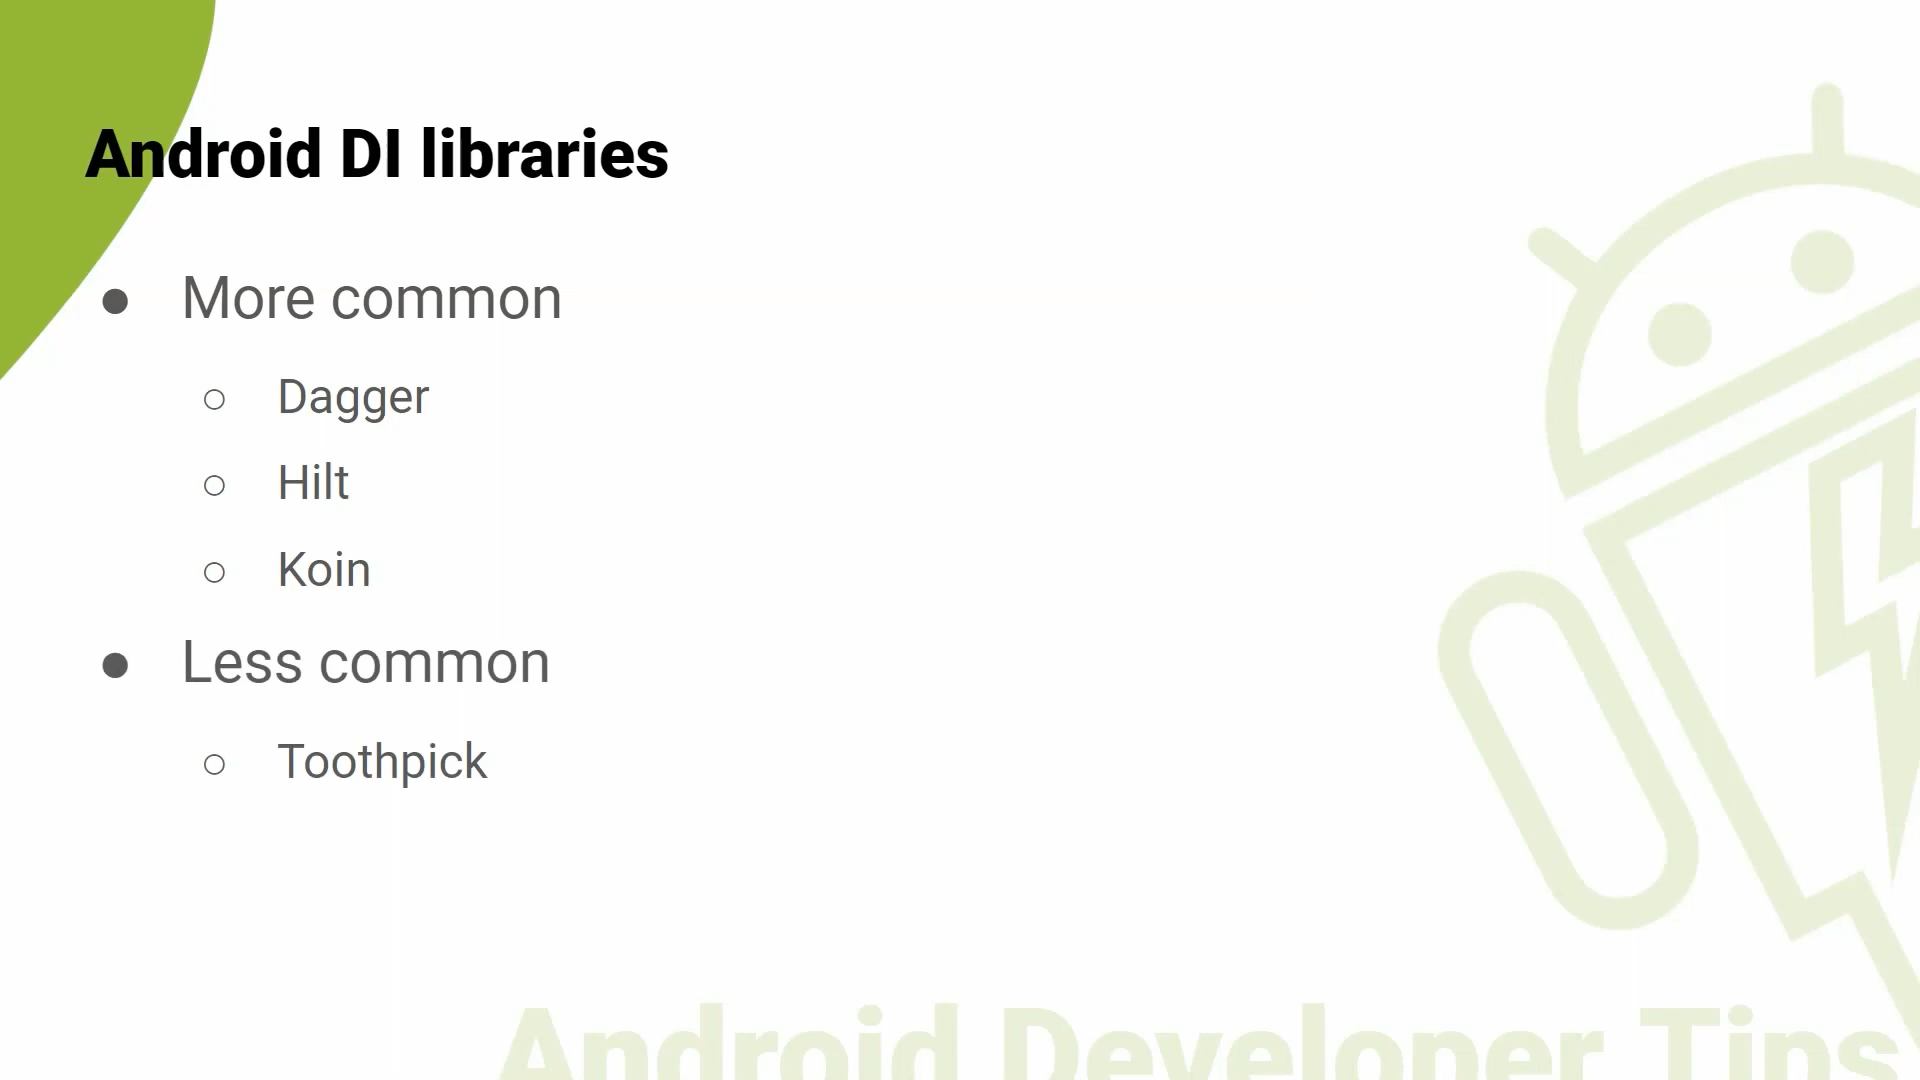 Android DI libraries
● More common
○ Dagger
○ Hilt
○ Koin
● Less common
○ Toothpick
Android Developer Tips